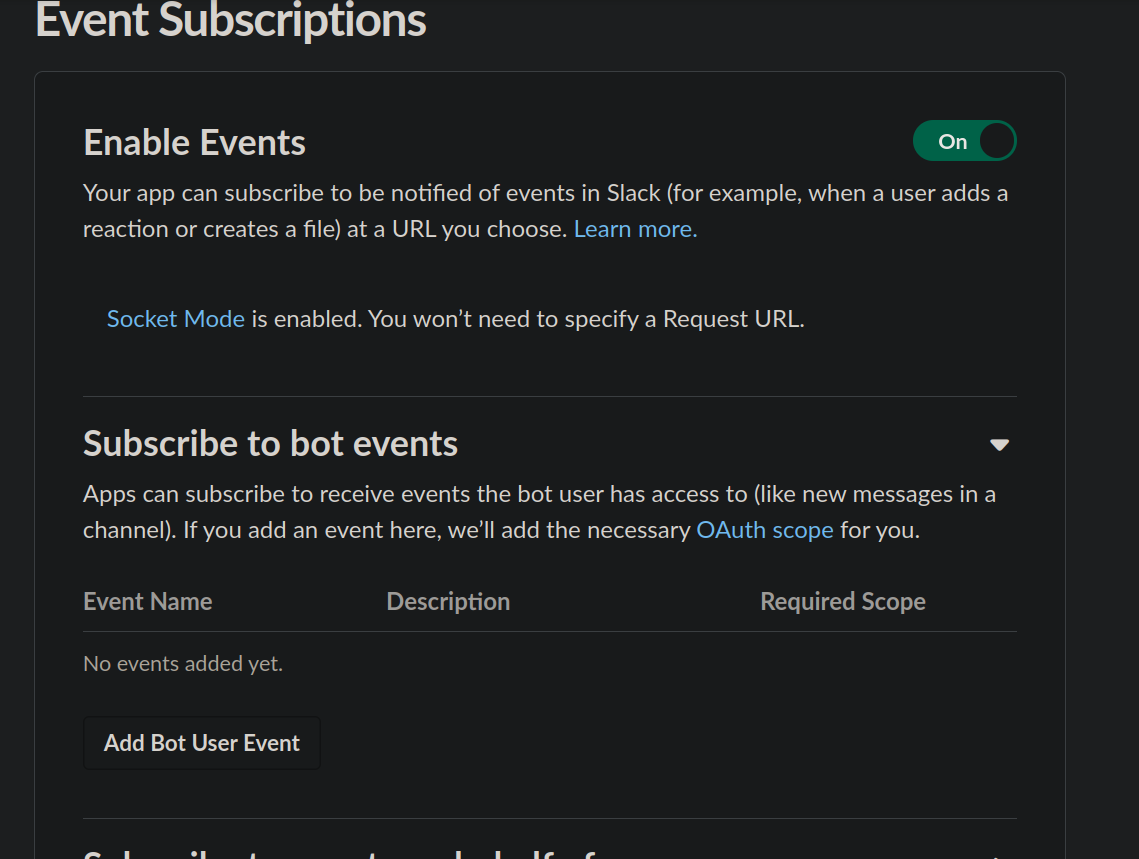 Event Subscriptions
Enable Events
On
Your app can subscribe to be notified of events in Slack (for example, when a user adds a
reaction or creates a file) at a URL you choose. Learn more.
Socket Mode is enabled. You won’t need to specify a Request URL.
Subscribe to bot events
Apps can subscribe to receive events the bot user has access to (like new messages in a
channel). If you add an event here, we’ll add the necessary OAuth scope for you.
Event Name Description Required Scope
No events added yet.
Add Bot User Event